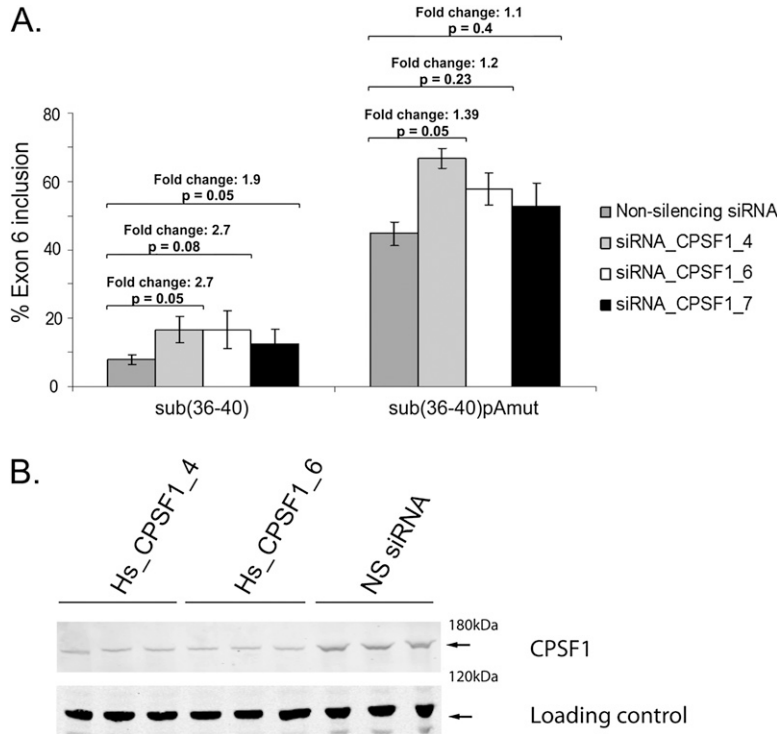 A.
Fold change: 1.1
p = 0.4
Fold change: 1.2
p = 0.23
Fold change: 1.39
p = 0.05
Fold change: 1.9
p = 0.05
Fold change: 2.7
p = 0.08
Fold change: 2.7
p = 0.05
% Exon 6 inclusion
80
60
40
20
0
sub(36-40)
sub(36-40)pAmut
Non-silencing siRNA
siRNA_CPSF1_4
siRNA_CPSF1_6
siRNA_CPSF1_7
B.
Hs_CPSF1_4
Hs_CPSF1_6
NS siRNA
180kDa
CPSF1
120kDa
Loading control